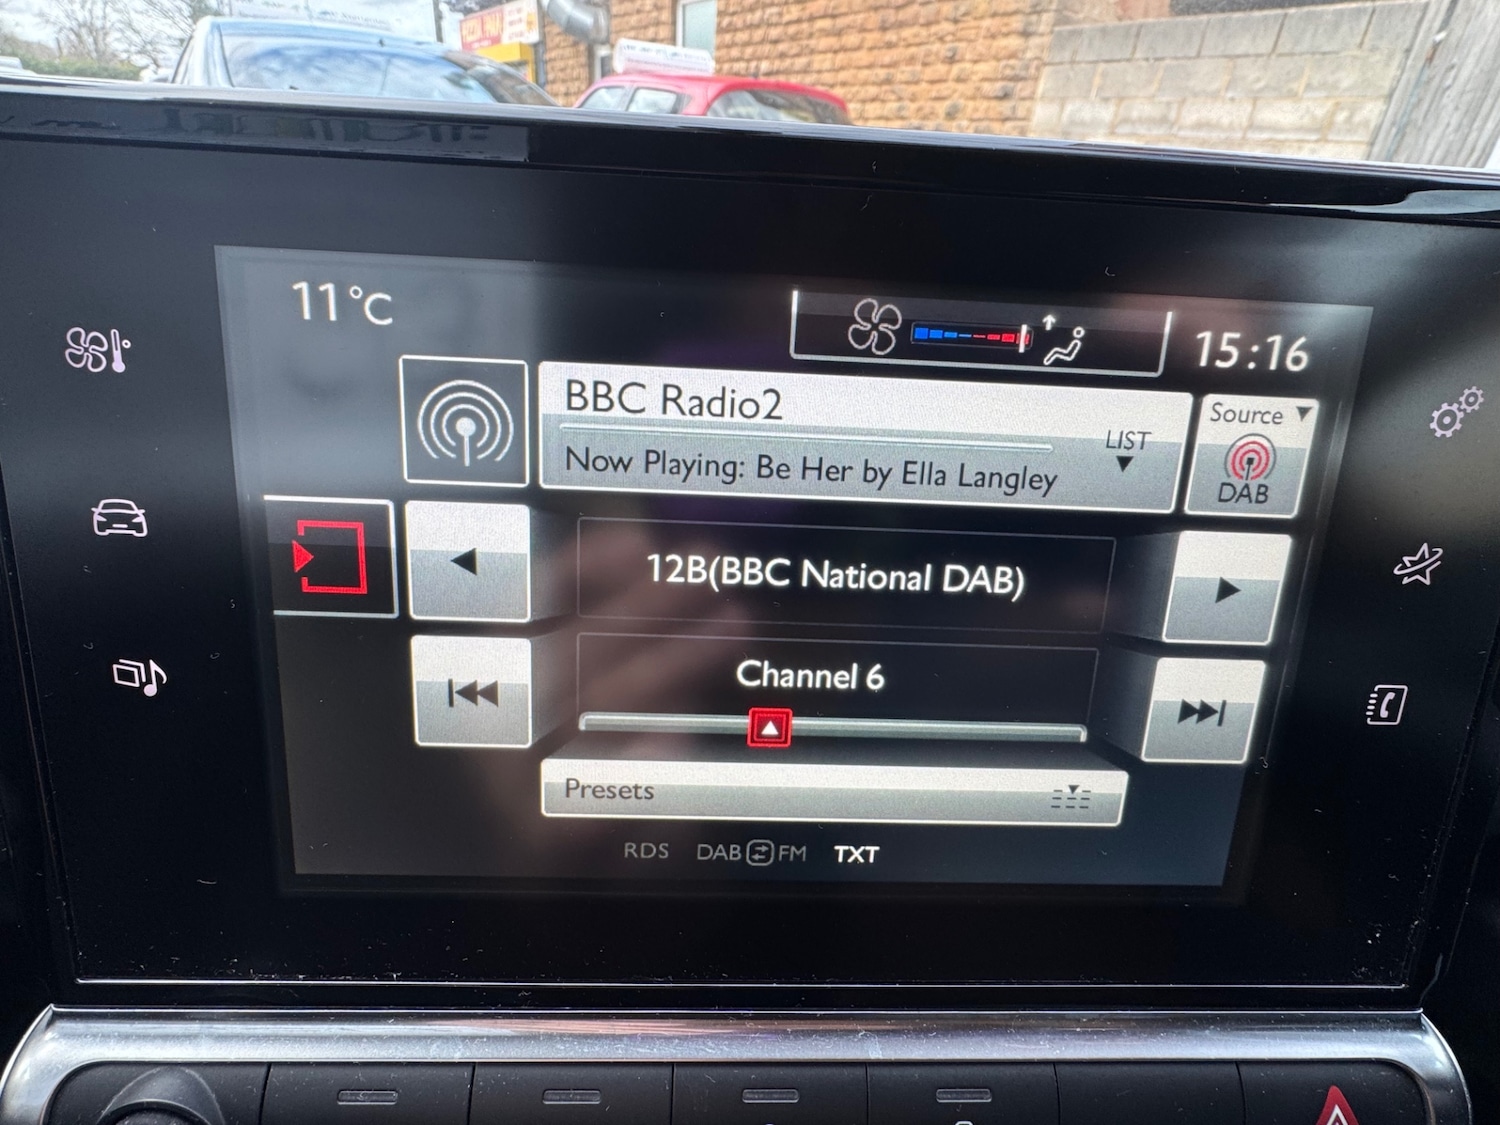 11°C
15:16
BBC Radio2
Now Playing: Be Her by Ella Langley
LIST
Source
DAB
12B(BBC National DAB)
Channel 6
Presets
RDS DAB FM TXT